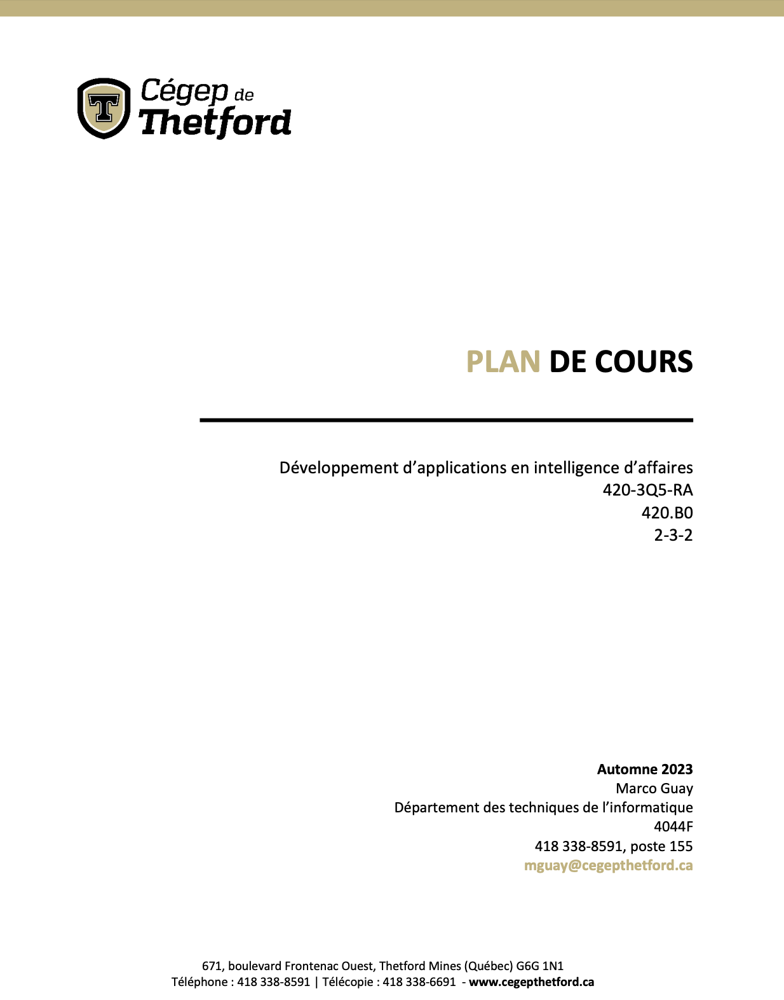 T
Cégep de
Thetford
PLAN DE COURS
Développement d’applications en intelligence d’affaires
420-3Q5-RA
420.B0
2-3-2
Automne 2023
Marco Guay
Département des techniques de l’informatique
4044F
418 338-8591, poste 155
mguay@cegepthetford.ca
671, boulevard Frontenac Ouest, Thetford Mines (Québec) G6G 1N1
Téléphone : 418 338-8591 | Télécopie : 418 338-6691 - www.cegepthetford.ca